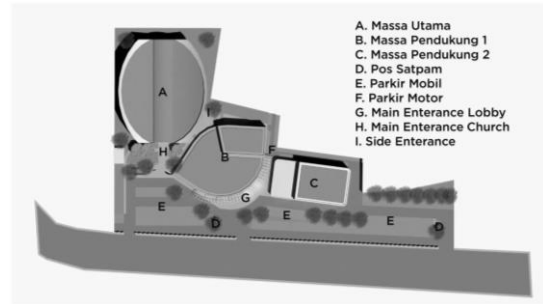 A. Massa Utama
B. Massa Pendukung 1
C. Massa Pendukung 2
D. Pos Satpam
E. Parkir Mobil
F. Parkir Motor
G. Main Enterance Lobby
H. Main Enterance Church
I. Side Enterance
A
I
H
B
F
C
G
E
E
E
D
D